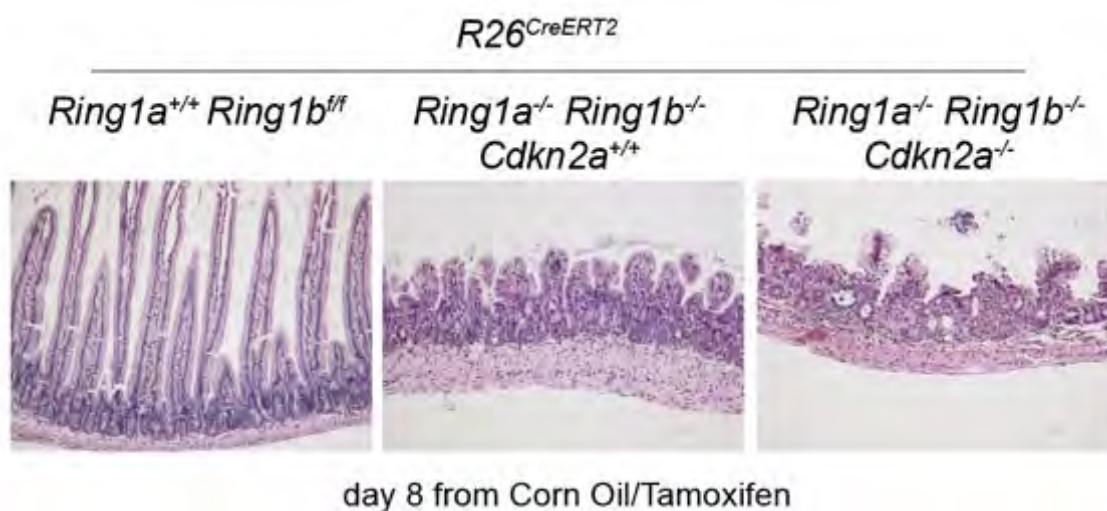 R26CreERT2
Ring1a+/+ Ring1bf/f
Ring1a-/- Ring1b-/-
Cdkn2a+/+
Ring1a-/- Ring1b-/-
Cdkn2a-/-
day 8 from Corn Oil/Tamoxifen